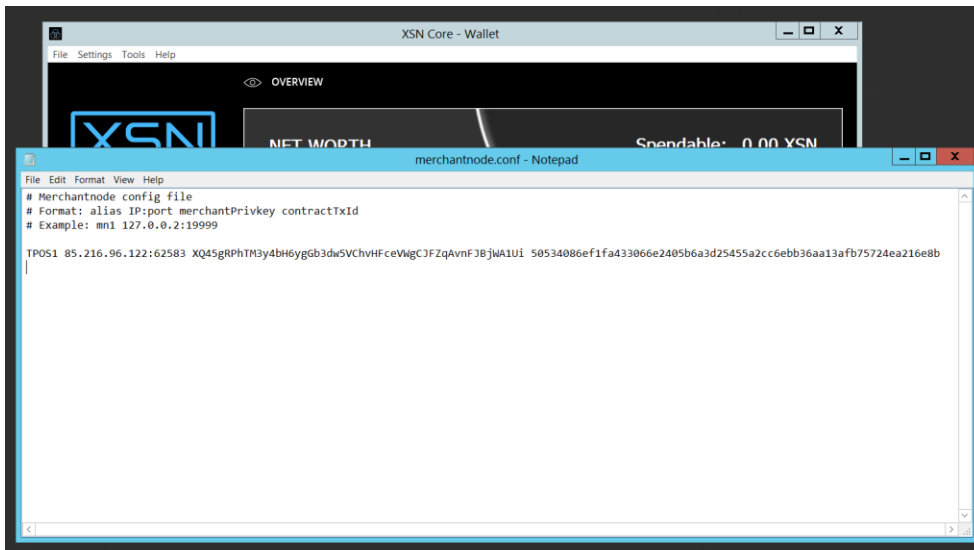 XSN Core - Wallet
File Settings Tools Help
OVERVIEW
XSN
NET WORTH
Spendable: 0.00 XSN
merchantnode.conf - Notepad
File Edit Format View Help
# Merchantnode config file
# Format: alias IP:port merchantPrivkey contractTxId
# Example: mn1 127.0.0.2:19999
TPOS1 85.216.96.122:62583 XQ45gRPhTM3y4bH6ygGb3dw5VChvHFceVWgCJFZqAvnFJBjWA1Ui 50534086ef1fa433066e2405b6a3d25455a2cc6ebb36aa13afb75724ea216e8b